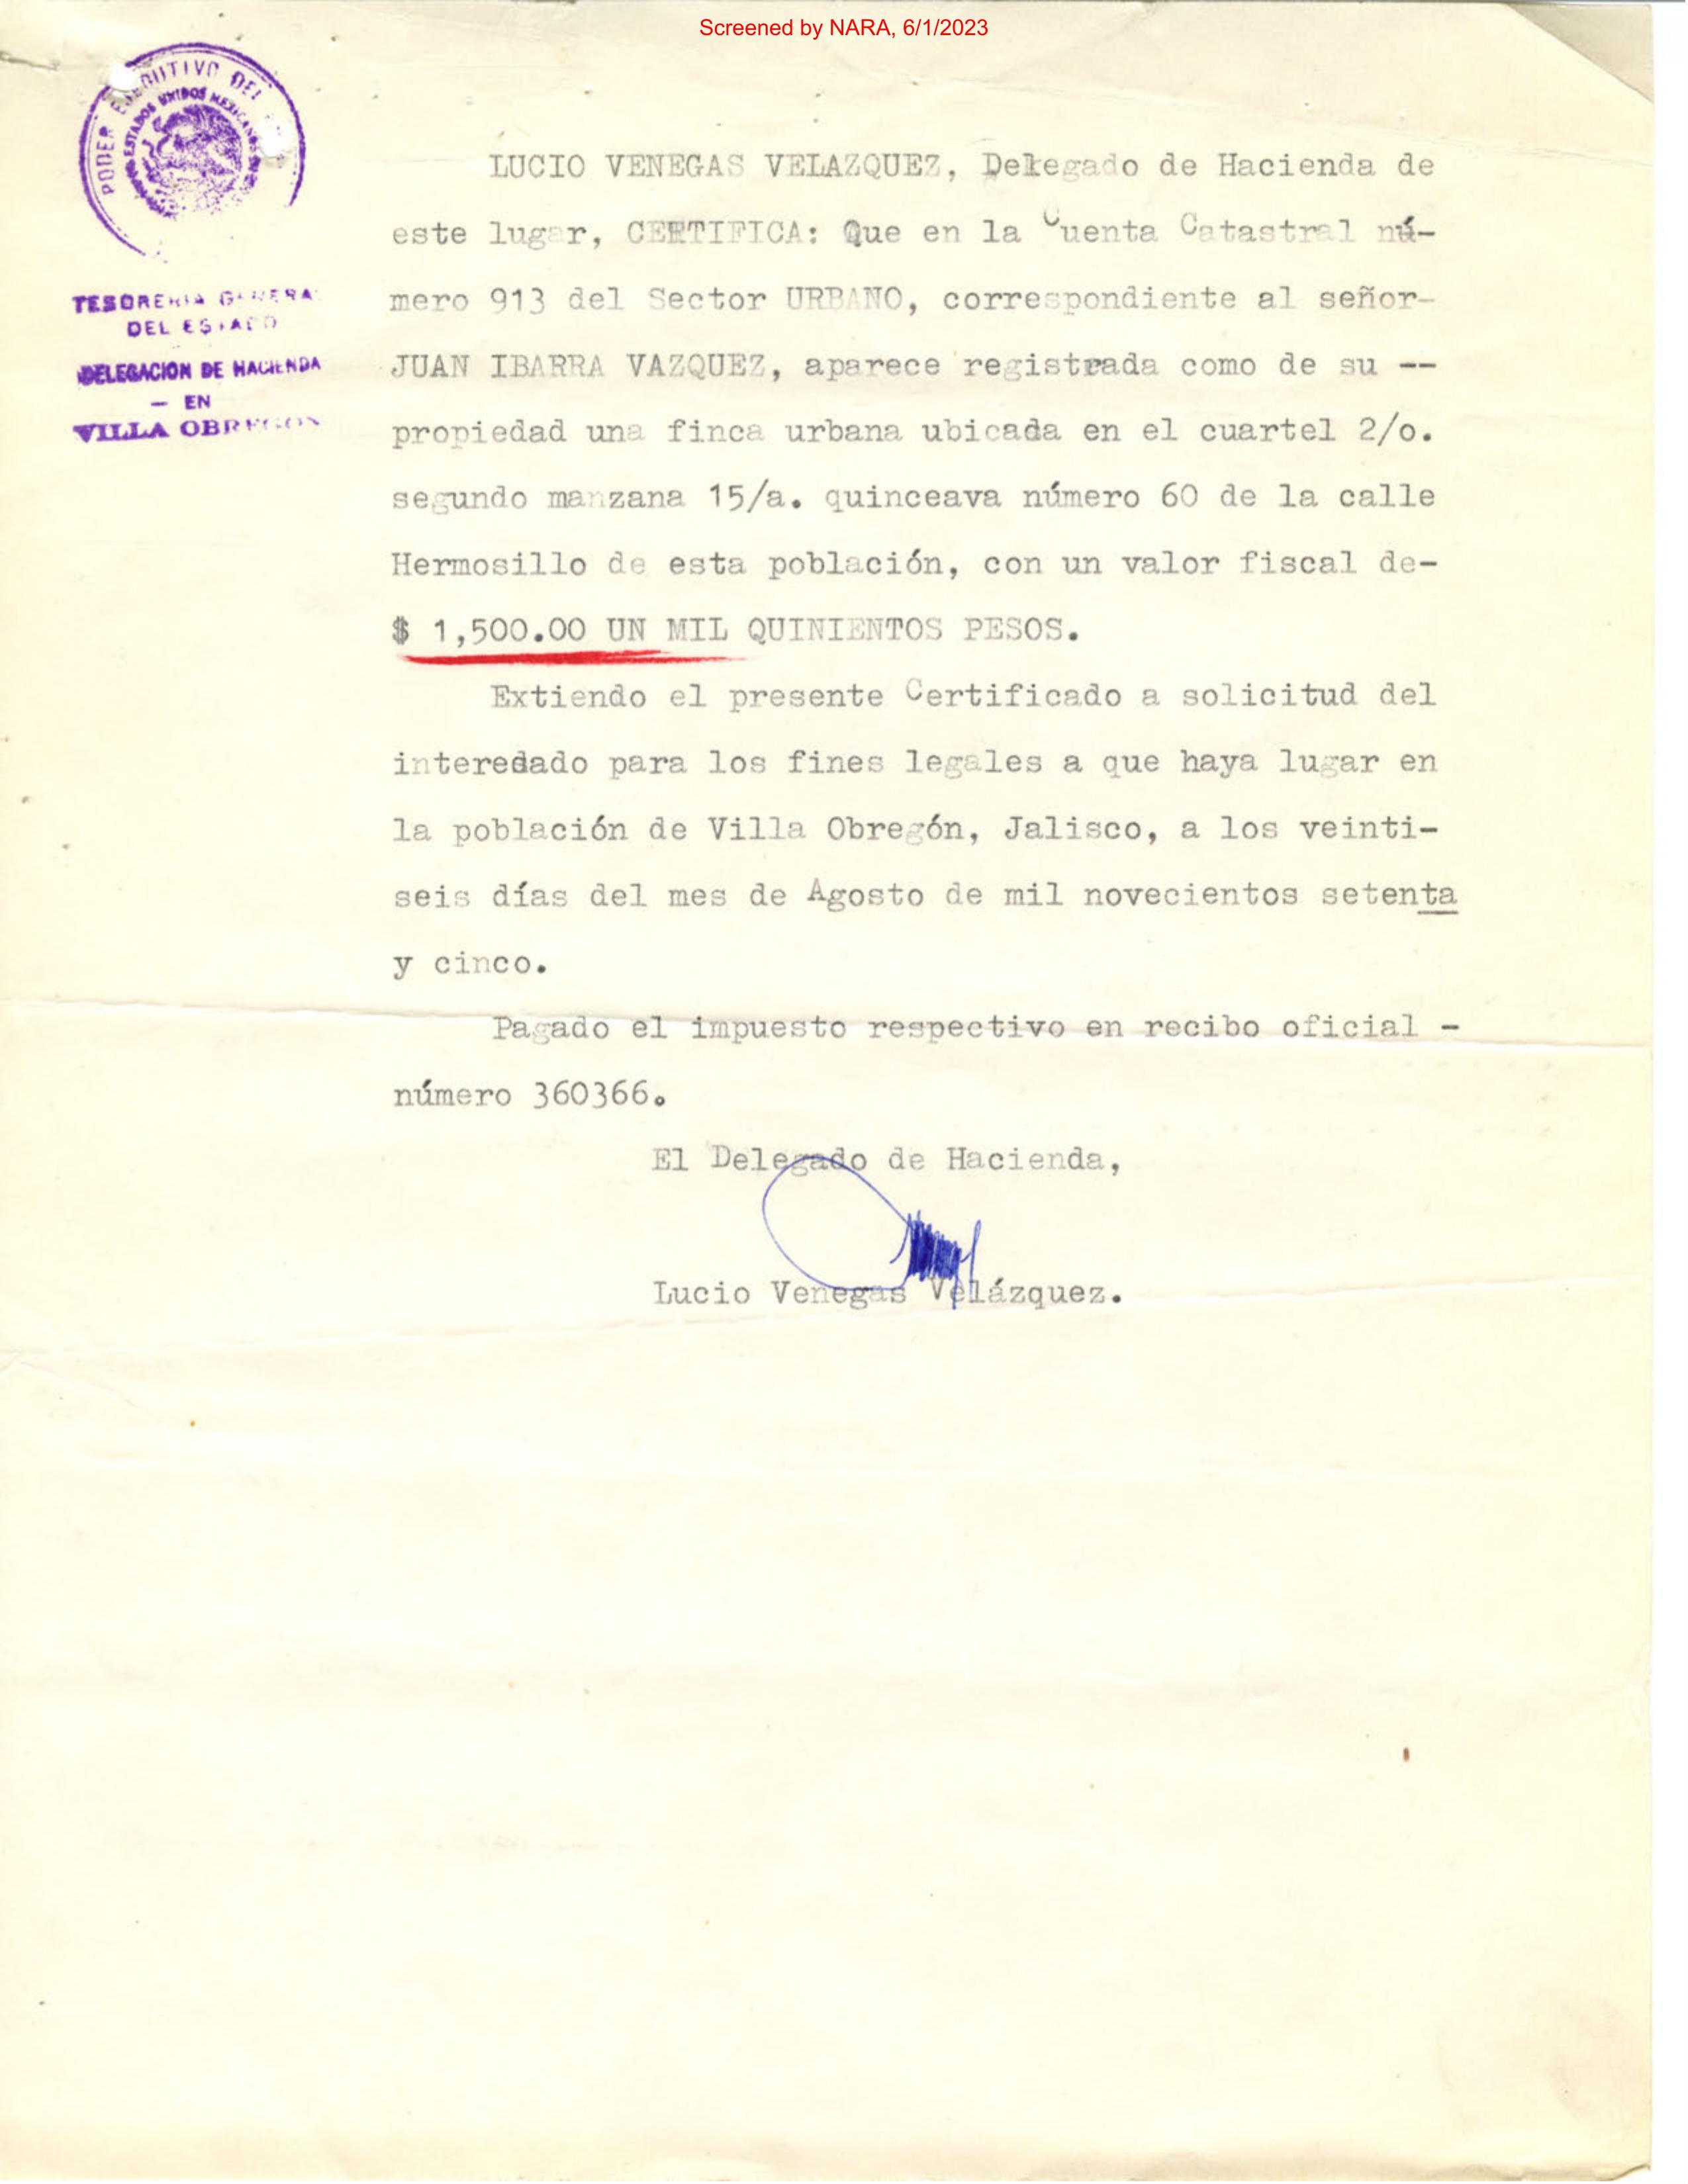 Screened by NARA, 6/1/2023
PODER EJECUTIVO DEL
ESTADOS UNIDOS MEXICANOS
TESORERIA GENERAL
DEL ESTADO
DELEGACION DE HACIENDA
— EN
VILLA OBREGON
LUCIO VENEGAS VELAZQUEZ, Delegado de Hacienda de
este lugar, CERTIFICA: Que en la Cuenta Catastral nú-
mero 913 del Sector URBANO, correspondiente al señor-
JUAN IBARRA VAZQUEZ, aparece registrada como de su --
propiedad una finca urbana ubicada en el cuartel 2/o.
segundo manzana 15/a. quinceava número 60 de la calle
Hermosillo de esta población, con un valor fiscal de-
$ 1,500.00 UN MIL QUINIENTOS PESOS.
Extiendo el presente Certificado a solicitud del
interedado para los fines legales a que haya lugar en
la población de Villa Obregón, Jalisco, a los veinti-
seis días del mes de Agosto de mil novecientos setenta
y cinco.
Pagado el impuesto respectivo en recibo oficial -
número 360366.
El Delegado de Hacienda,
Lucio Venegas Velázquez.